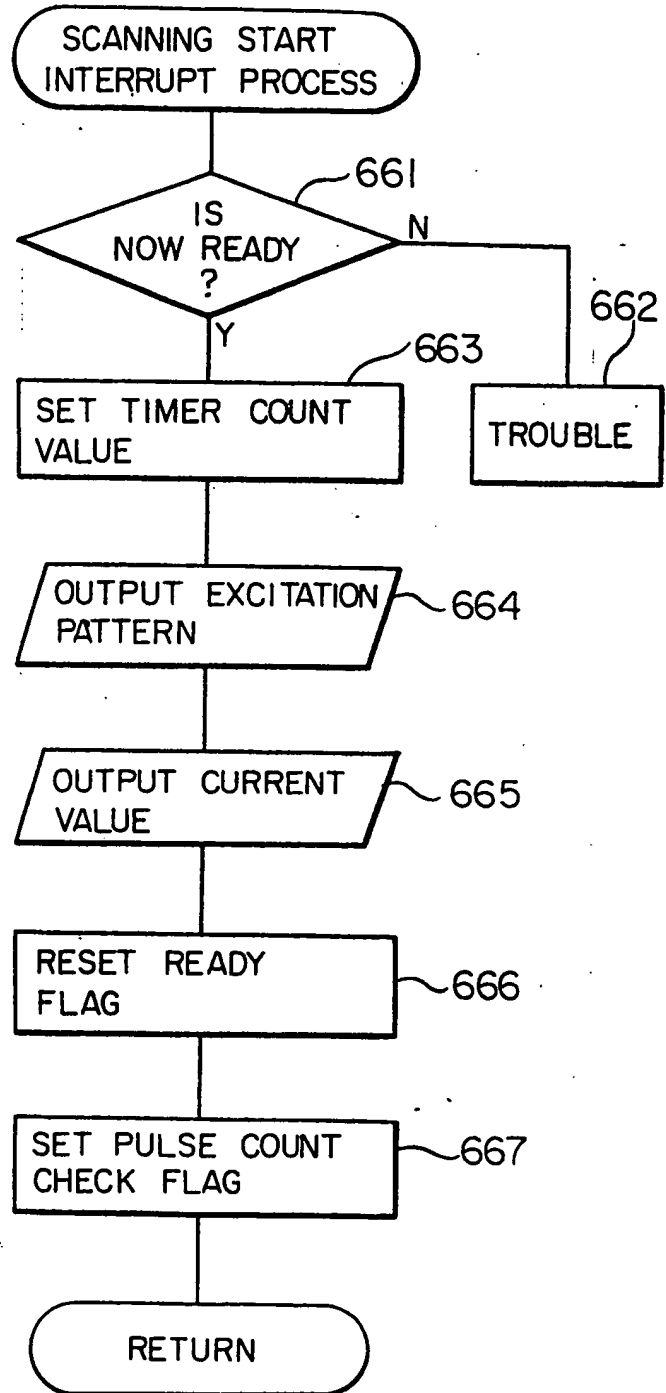 SCANNING START
INTERRUPT PROCESS
661
IS
NOW READY
?
N
Y
662
TROUBLE
663
SET TIMER COUNT
VALUE
OUTPUT EXCITATION
PATTERN
664
OUTPUT CURRENT
VALUE
665
RESET READY
FLAG
666
SET PULSE COUNT
CHECK FLAG
667
RETURN